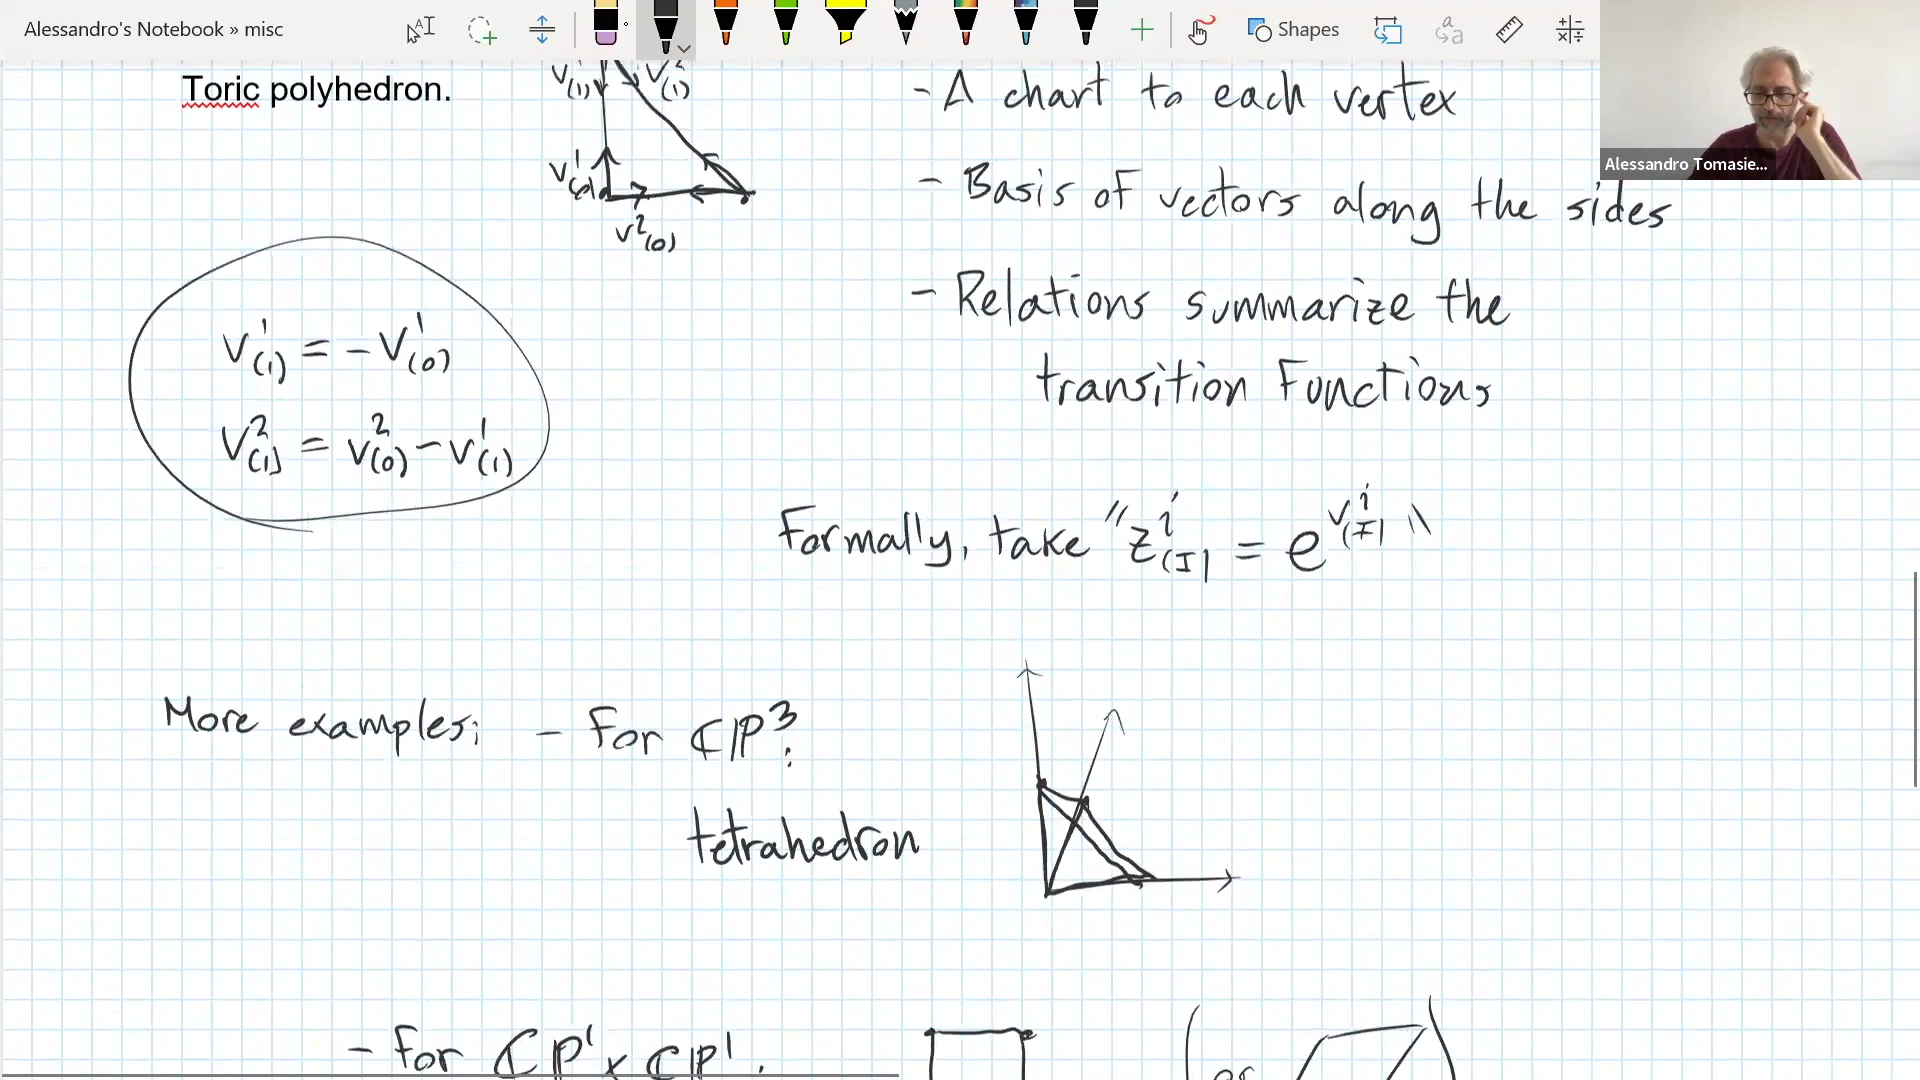 Alessandro's Notebook » misc
Shapes
Alessandro Tomasie...
Toric polyhedron.
V¹₍₁₎ V²₍₁₎
V¹₍₀₎
V²₍₀₎
- A chart to each vertex
- Basis of vectors along the sides
- Relations summarize the
transition Functions
V¹₍₁₎ = - V¹₍₀₎
V²₍₁₎ = V²₍₀₎ - V¹₍₁₎
Formally, take "z^i_(I) = e^{V^i_(I)}"
More examples; - For ℂℙ³:
tetrahedron
- For ℂℙ¹ x ℂℙ¹:
( or